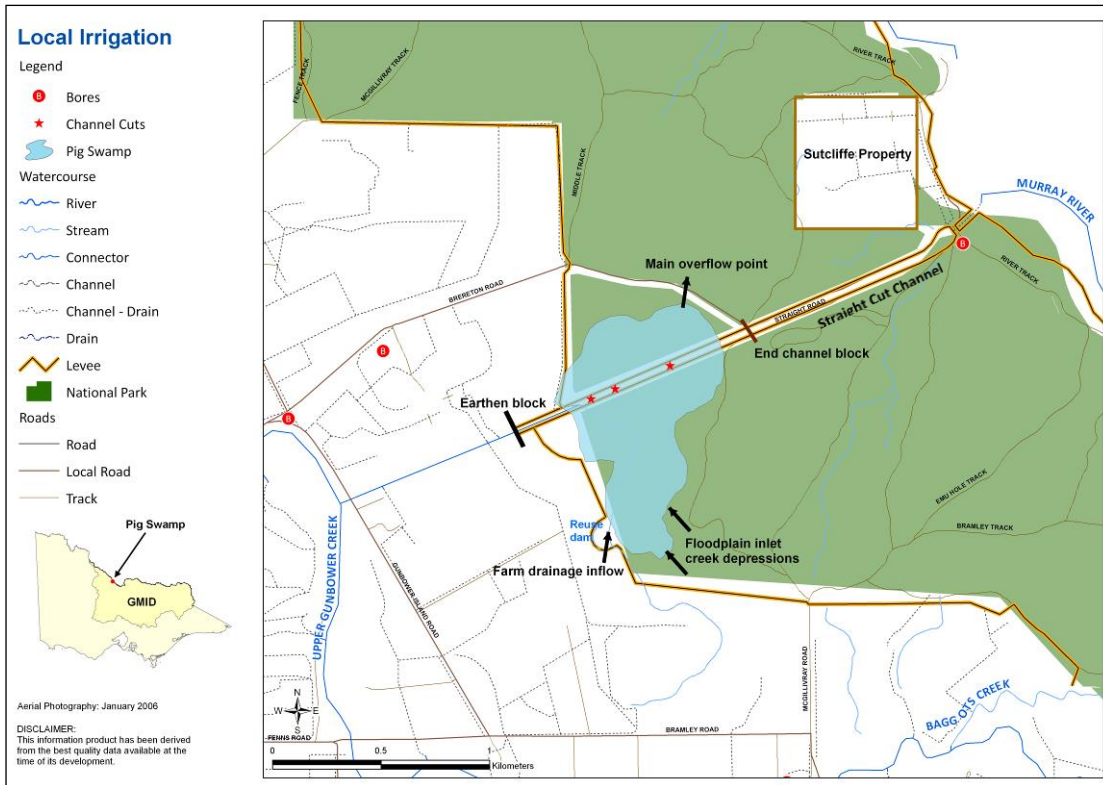 Local Irrigation
Legend
B
Bores
Channel Cuts
Pig Swamp
Watercourse
River
Stream
Connector
Channel
Channel - Drain
Drain
Levee
National Park
Roads
Road
Local Road
Track
Pig Swamp
GMID
Aerial Photography: January 2006
DISCLAIMER:
This information product has been derived
from the best quality data available at the
time of its development.
FENCE TRACK
MCGILLIVRAY TRACK
RIVER TRACK
MIDDLE TRACK
Sutcliffe Property
MURRAY RIVER
B
RIVER TRACK
Main overflow point
BRERETON ROAD
STRAIGHT ROAD
Straight Cut Channel
End channel block
B
Earthen block
B
EMU HOLE TRACK
BRAMLEY TRACK
Reuse
dam
Floodplain inlet
creek depressions
Farm drainage inflow
UPPER GUNBOWER CREEK
GUNBOWER ISLAND ROAD
MCGILLIVRAY ROAD
BAGGOTS CREEK
N
W E
S
FENNS ROAD
BRAMLEY ROAD
0 0.5 1
Kilometers